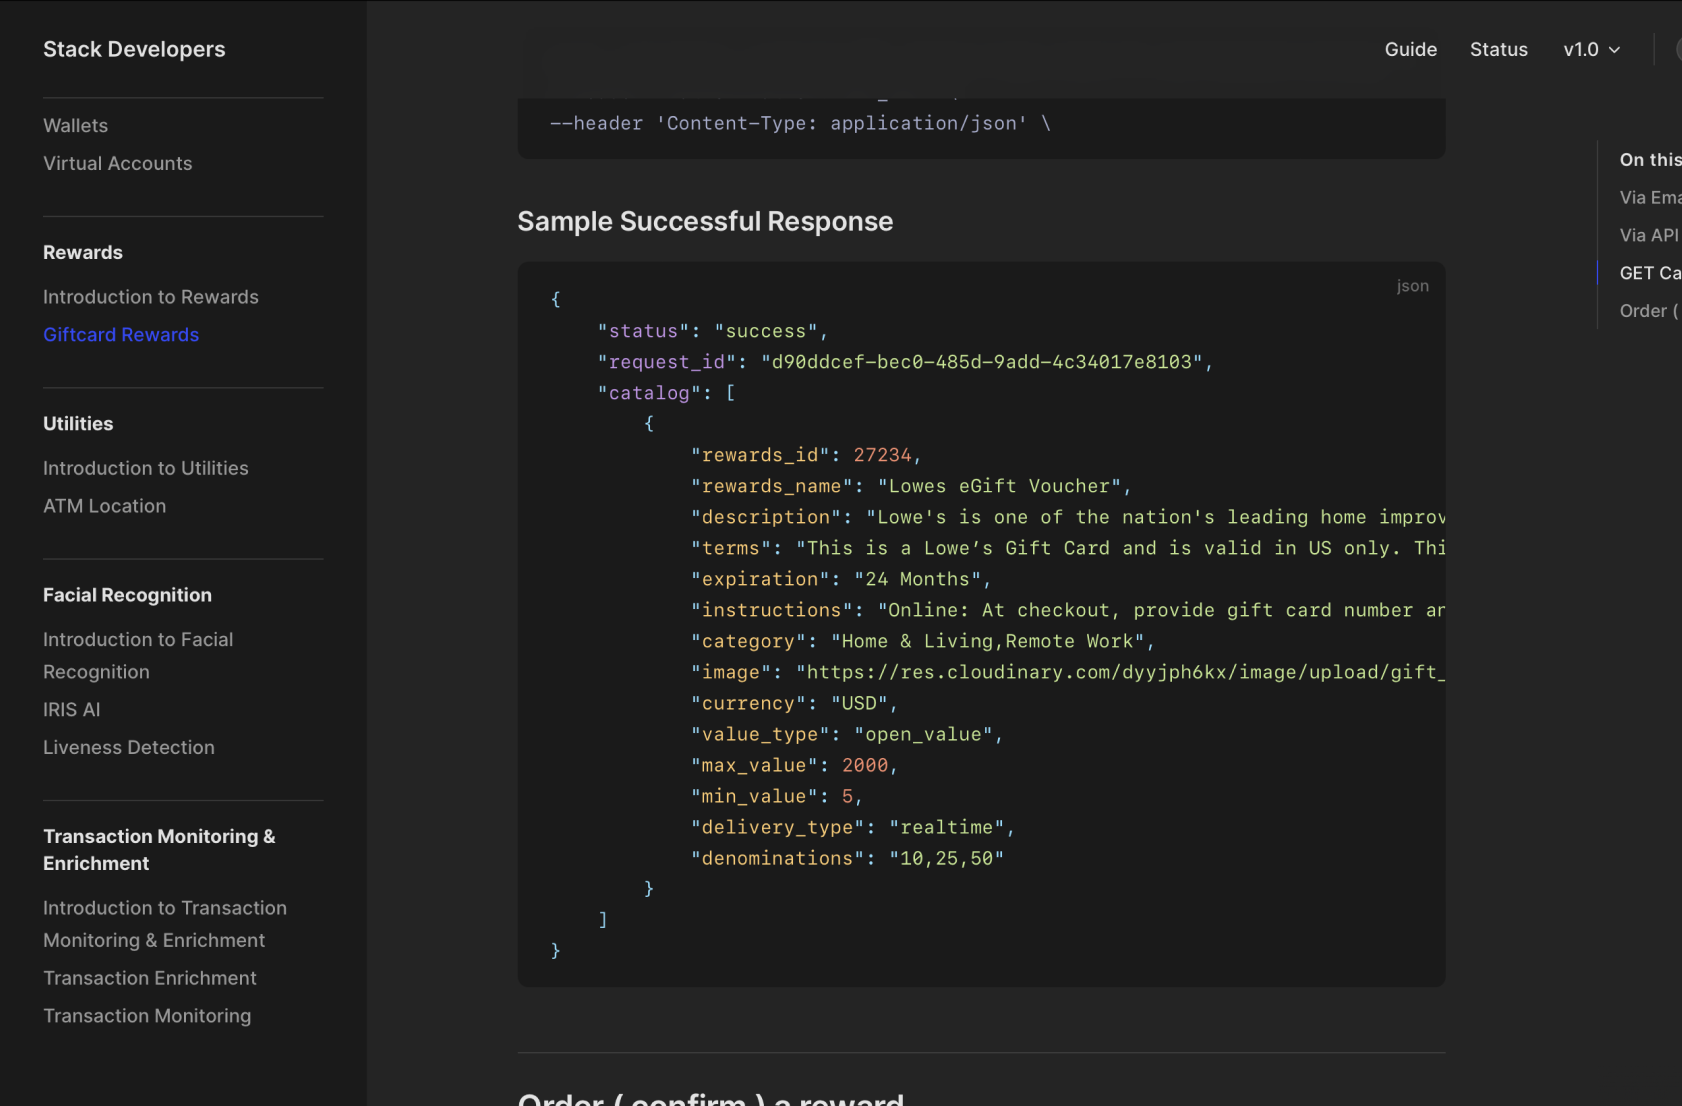 Stack Developers
Wallets
Virtual Accounts
Rewards
Introduction to Rewards
Giftcard Rewards
Utilities
Introduction to Utilities
ATM Location
Facial Recognition
Introduction to Facial
Recognition
IRIS AI
Liveness Detection
Transaction Monitoring &
Enrichment
Introduction to Transaction
Monitoring & Enrichment
Transaction Enrichment
Transaction Monitoring
Guide Status v1.0
--header 'Content-Type: application/json' \
Sample Successful Response
json
{
"status": "success",
"request_id": "d90ddcef-bec0-485d-9add-4c34017e8103",
"catalog": [
{
"rewards_id": 27234,
"rewards_name": "Lowes eGift Voucher",
"description": "Lowe's is one of the nation's leading home improv
"terms": "This is a Lowe’s Gift Card and is valid in US only. Thi
"expiration": "24 Months",
"instructions": "Online: At checkout, provide gift card number an
"category": "Home & Living,Remote Work",
"image": "https://res.cloudinary.com/dyyjph6kx/image/upload/gift_
"currency": "USD",
"value_type": "open_value",
"max_value": 2000,
"min_value": 5,
"delivery_type": "realtime",
"denominations": "10,25,50"
}
]
}
Order ( confirm ) a reward
On this
Via Ema
Via API
GET Ca
Order (